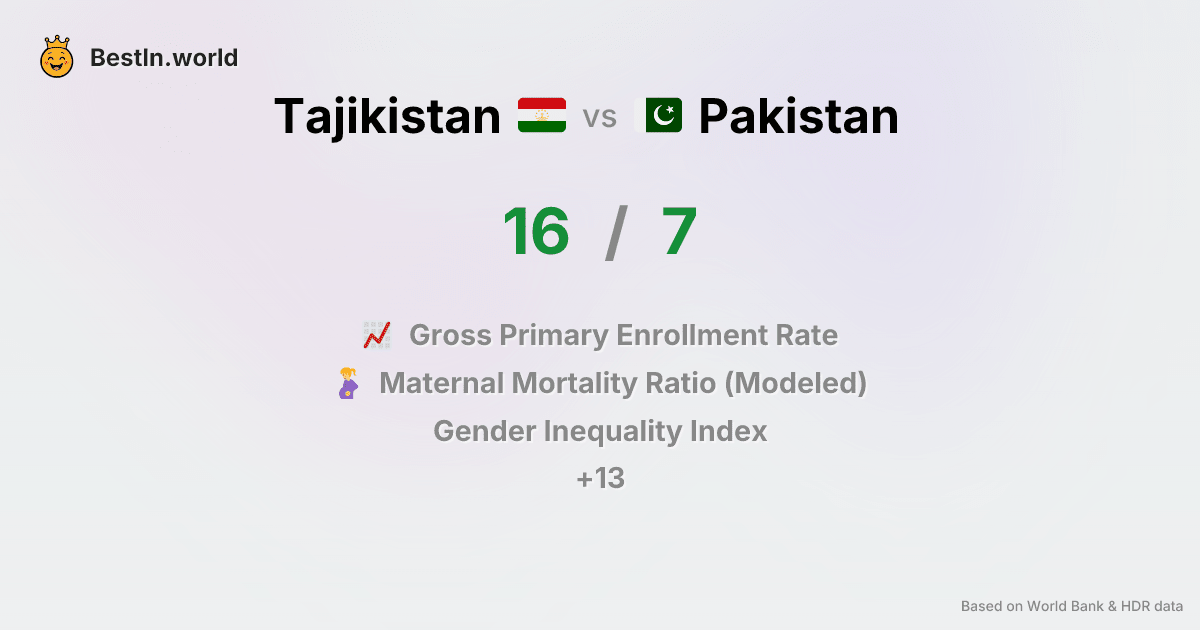 BestIn.world
Tajikistan vs Pakistan
16 / 7
Gross Primary Enrollment Rate
Maternal Mortality Ratio (Modeled)
Gender Inequality Index
+13
Based on World Bank & HDR data